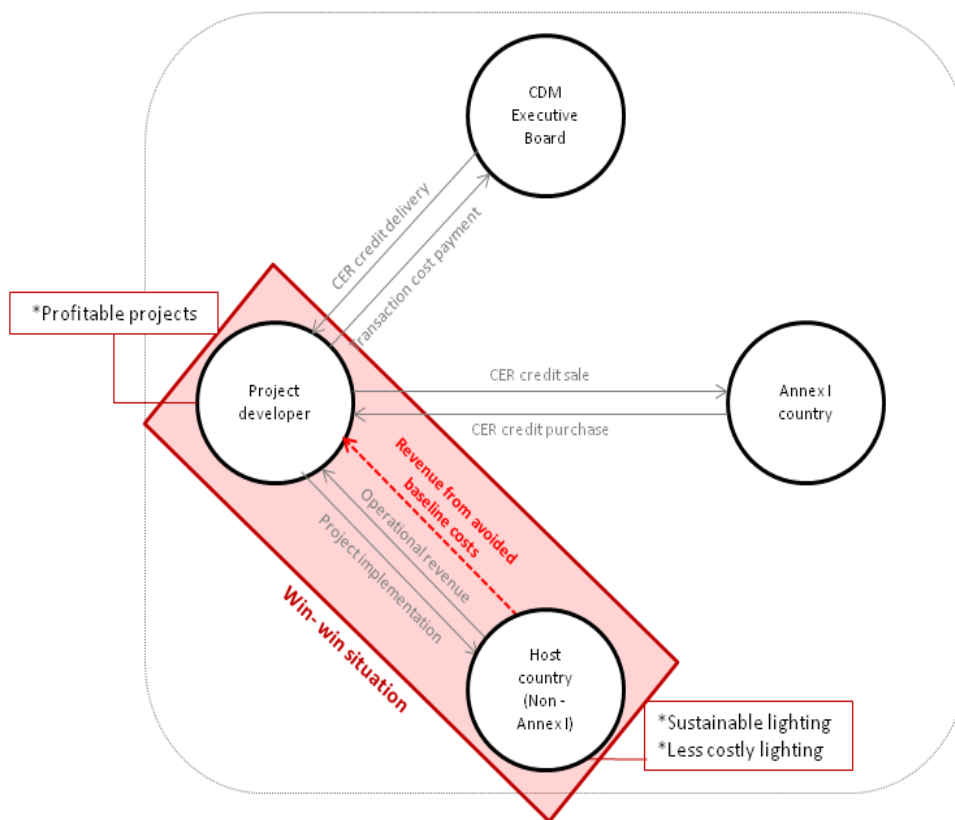 CDM
Executive
Board
CER credit delivery
Transaction cost payment
*Profitable projects
Project
developer
CER credit sale
CER credit purchase
Annex I
country
Revenue from avoided
baseline costs
Operational revenue
Project implementation
Win- win situation
Host
country
(Non -
Annex I)
*Sustainable lighting
*Less costly lighting